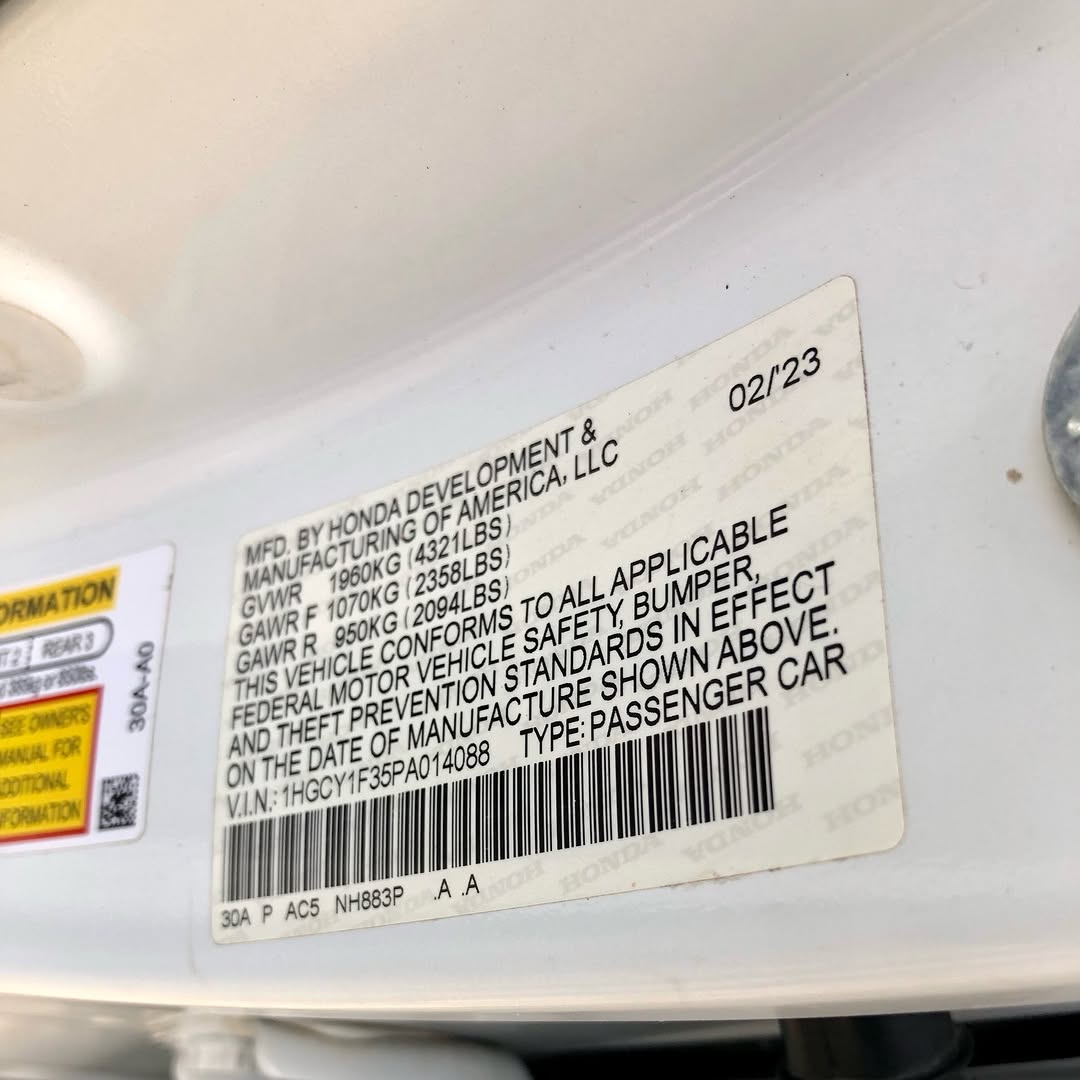 MFD. BY HONDA DEVELOPMENT &
MANUFACTURING OF AMERICA, LLC
02/'23
GVWR 1960KG (4321LBS)
GAWR F 1070KG (2358LBS)
GAWR R 950KG (2094LBS)
THIS VEHICLE CONFORMS TO ALL APPLICABLE
FEDERAL MOTOR VEHICLE SAFETY, BUMPER,
AND THEFT PREVENTION STANDARDS IN EFFECT
ON THE DATE OF MANUFACTURE SHOWN ABOVE.
V.I.N.: 1HGCY1F35PA014088 TYPE: PASSENGER CAR
30A P AC5 NH883P .A .A
ORMATION
REAR 3
SEE OWNER'S
MANUAL FOR
ADDITIONAL
NFORMATION
30A-A0